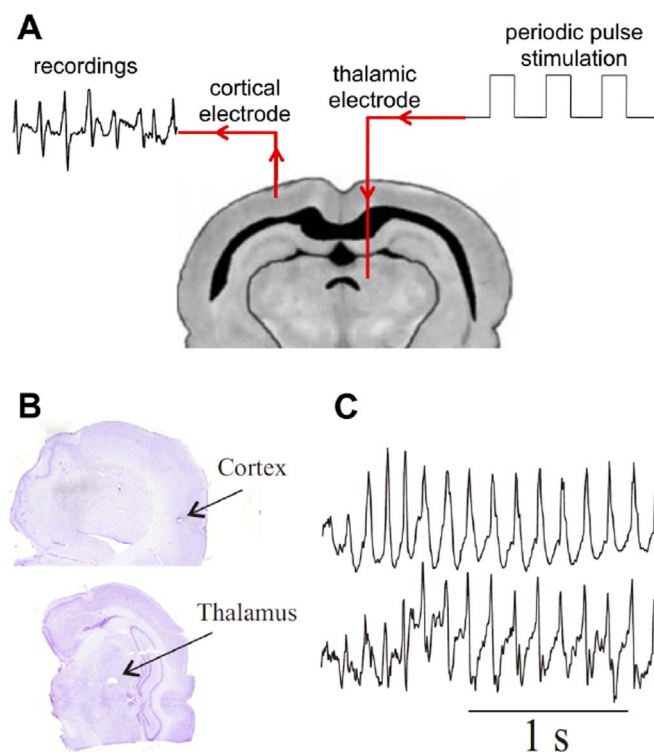 A
recordings
cortical
electrode
thalamic
electrode
periodic pulse
stimulation
B
Cortex
Thalamus
C
1 s